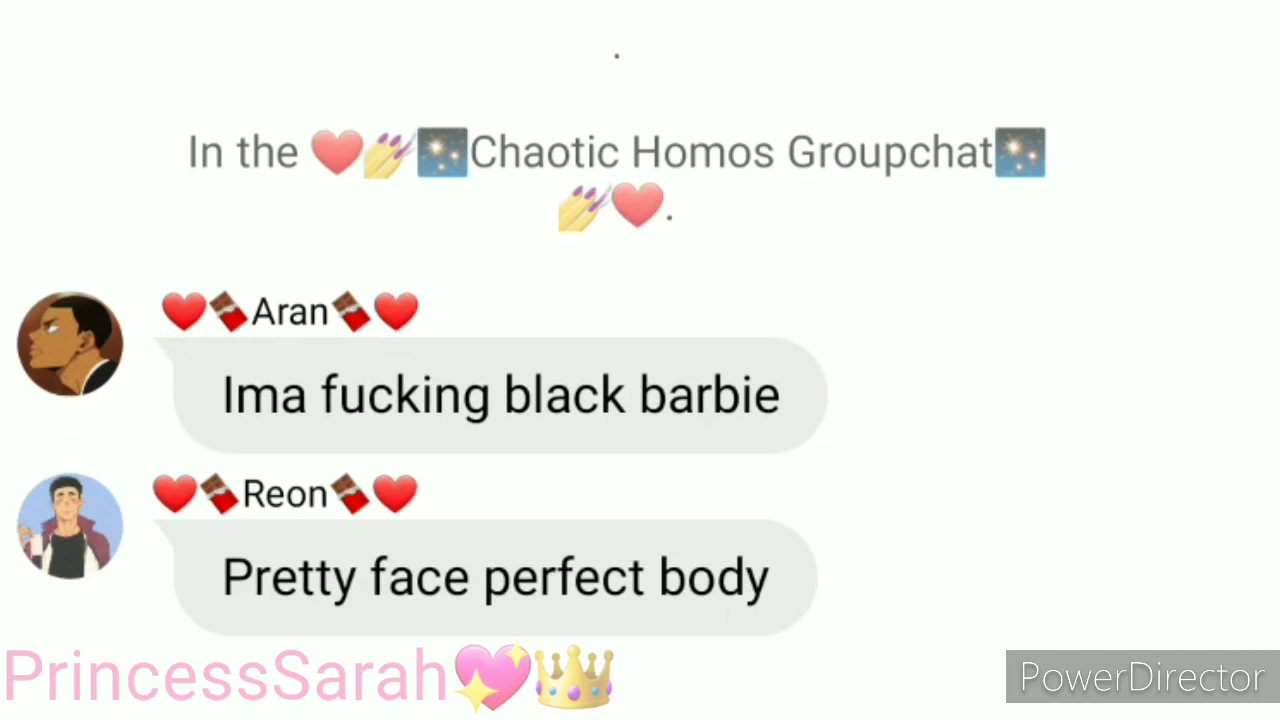 .
In the ❤️💅🎇Chaotic Homos Groupchat🎇
💅❤️.
❤️🍫Aran🍫❤️
Ima fucking black barbie
❤️🍫Reon🍫❤️
Pretty face perfect body
PrincessSarah💖👑
PowerDirector